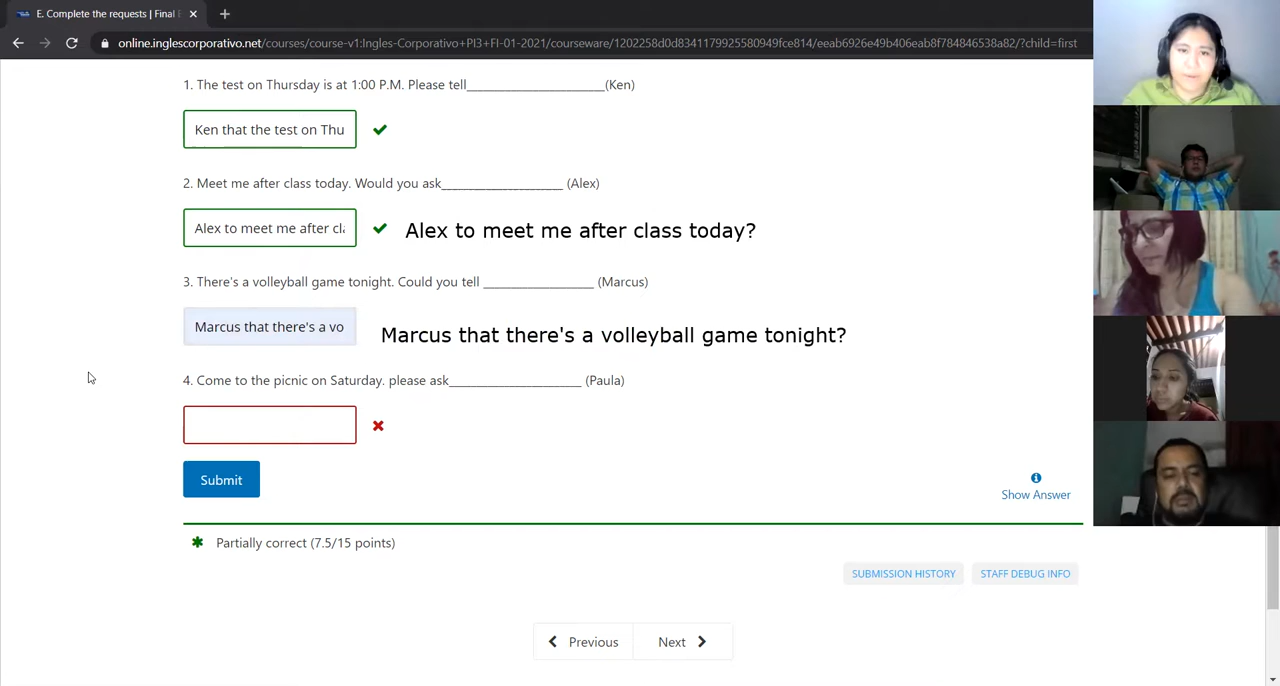 E. Complete the requests | Final E
online.inglescorporativo.net/courses/course-v1:Ingles-Corporativo+PI3+FI-01-2021/courseware/1202258d0d8341179925580949fce814/eeab6926e49b406eab8f784846538a82/?child=first
1. The test on Thursday is at 1:00 P.M. Please tell______________________(Ken)
Ken that the test on Thu
2. Meet me after class today. Would you ask____________________ (Alex)
Alex to meet me after cla
Alex to meet me after class today?
3. There's a volleyball game tonight. Could you tell __________________ (Marcus)
Marcus that there's a vo
Marcus that there's a volleyball game tonight?
4. Come to the picnic on Saturday. please ask_____________________ (Paula)
Submit
Show Answer
Partially correct (7.5/15 points)
SUBMISSION HISTORY
STAFF DEBUG INFO
Previous
Next